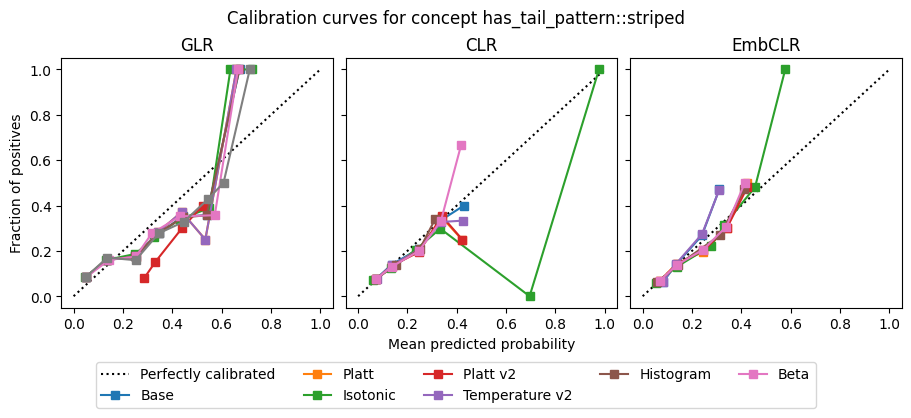 Calibration curves for concept has_tail_pattern::striped
GLR
CLR
EmbCLR
Fraction of positives
1.0
0.8
0.6
0.4
0.2
0.0
0.0 0.2 0.4 0.6 0.8 1.0
0.0 0.2 0.4 0.6 0.8 1.0
0.0 0.2 0.4 0.6 0.8 1.0
Mean predicted probability
Perfectly calibrated
Base
Platt
Isotonic
Platt v2
Temperature v2
Histogram
Beta